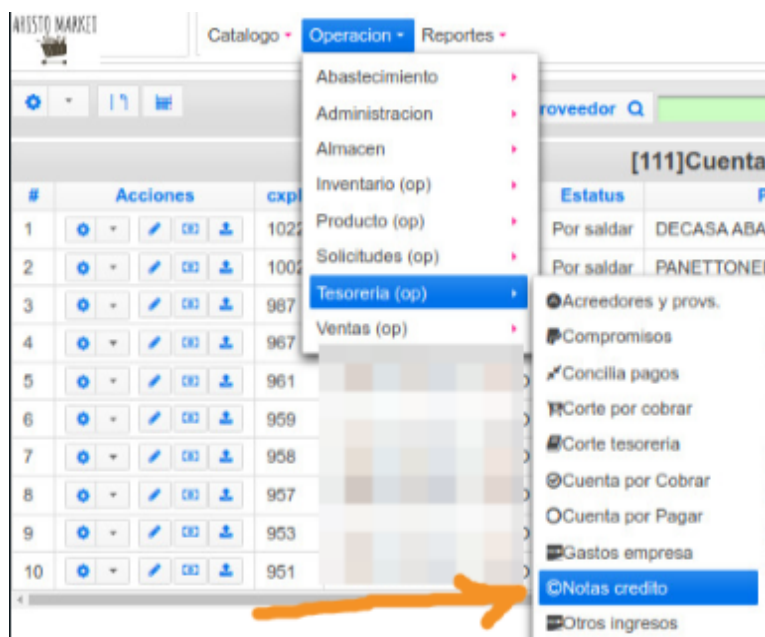 ARISTO MARKET
Catalogo Operacion Reportes
Abastecimiento
Administracion
Almacen
Inventario (op)
Producto (op)
Solicitudes (op)
Tesoreria (op)
Ventas (op)
Acreedores y provs.
Compromisos
Concilia pagos
Corte por cobrar
Corte tesoreria
Cuenta por Cobrar
Cuenta por Pagar
Gastos empresa
Notas credito
Otros ingresos
roveedor
[111]Cuenta
# Acciones cxp Estatus P
1 1022 Por saldar DECASA ABA
2 1002 Por saldar PANETTONE
3 987
4 967
5 961
6 959
7 958
8 957
9 953
10 951